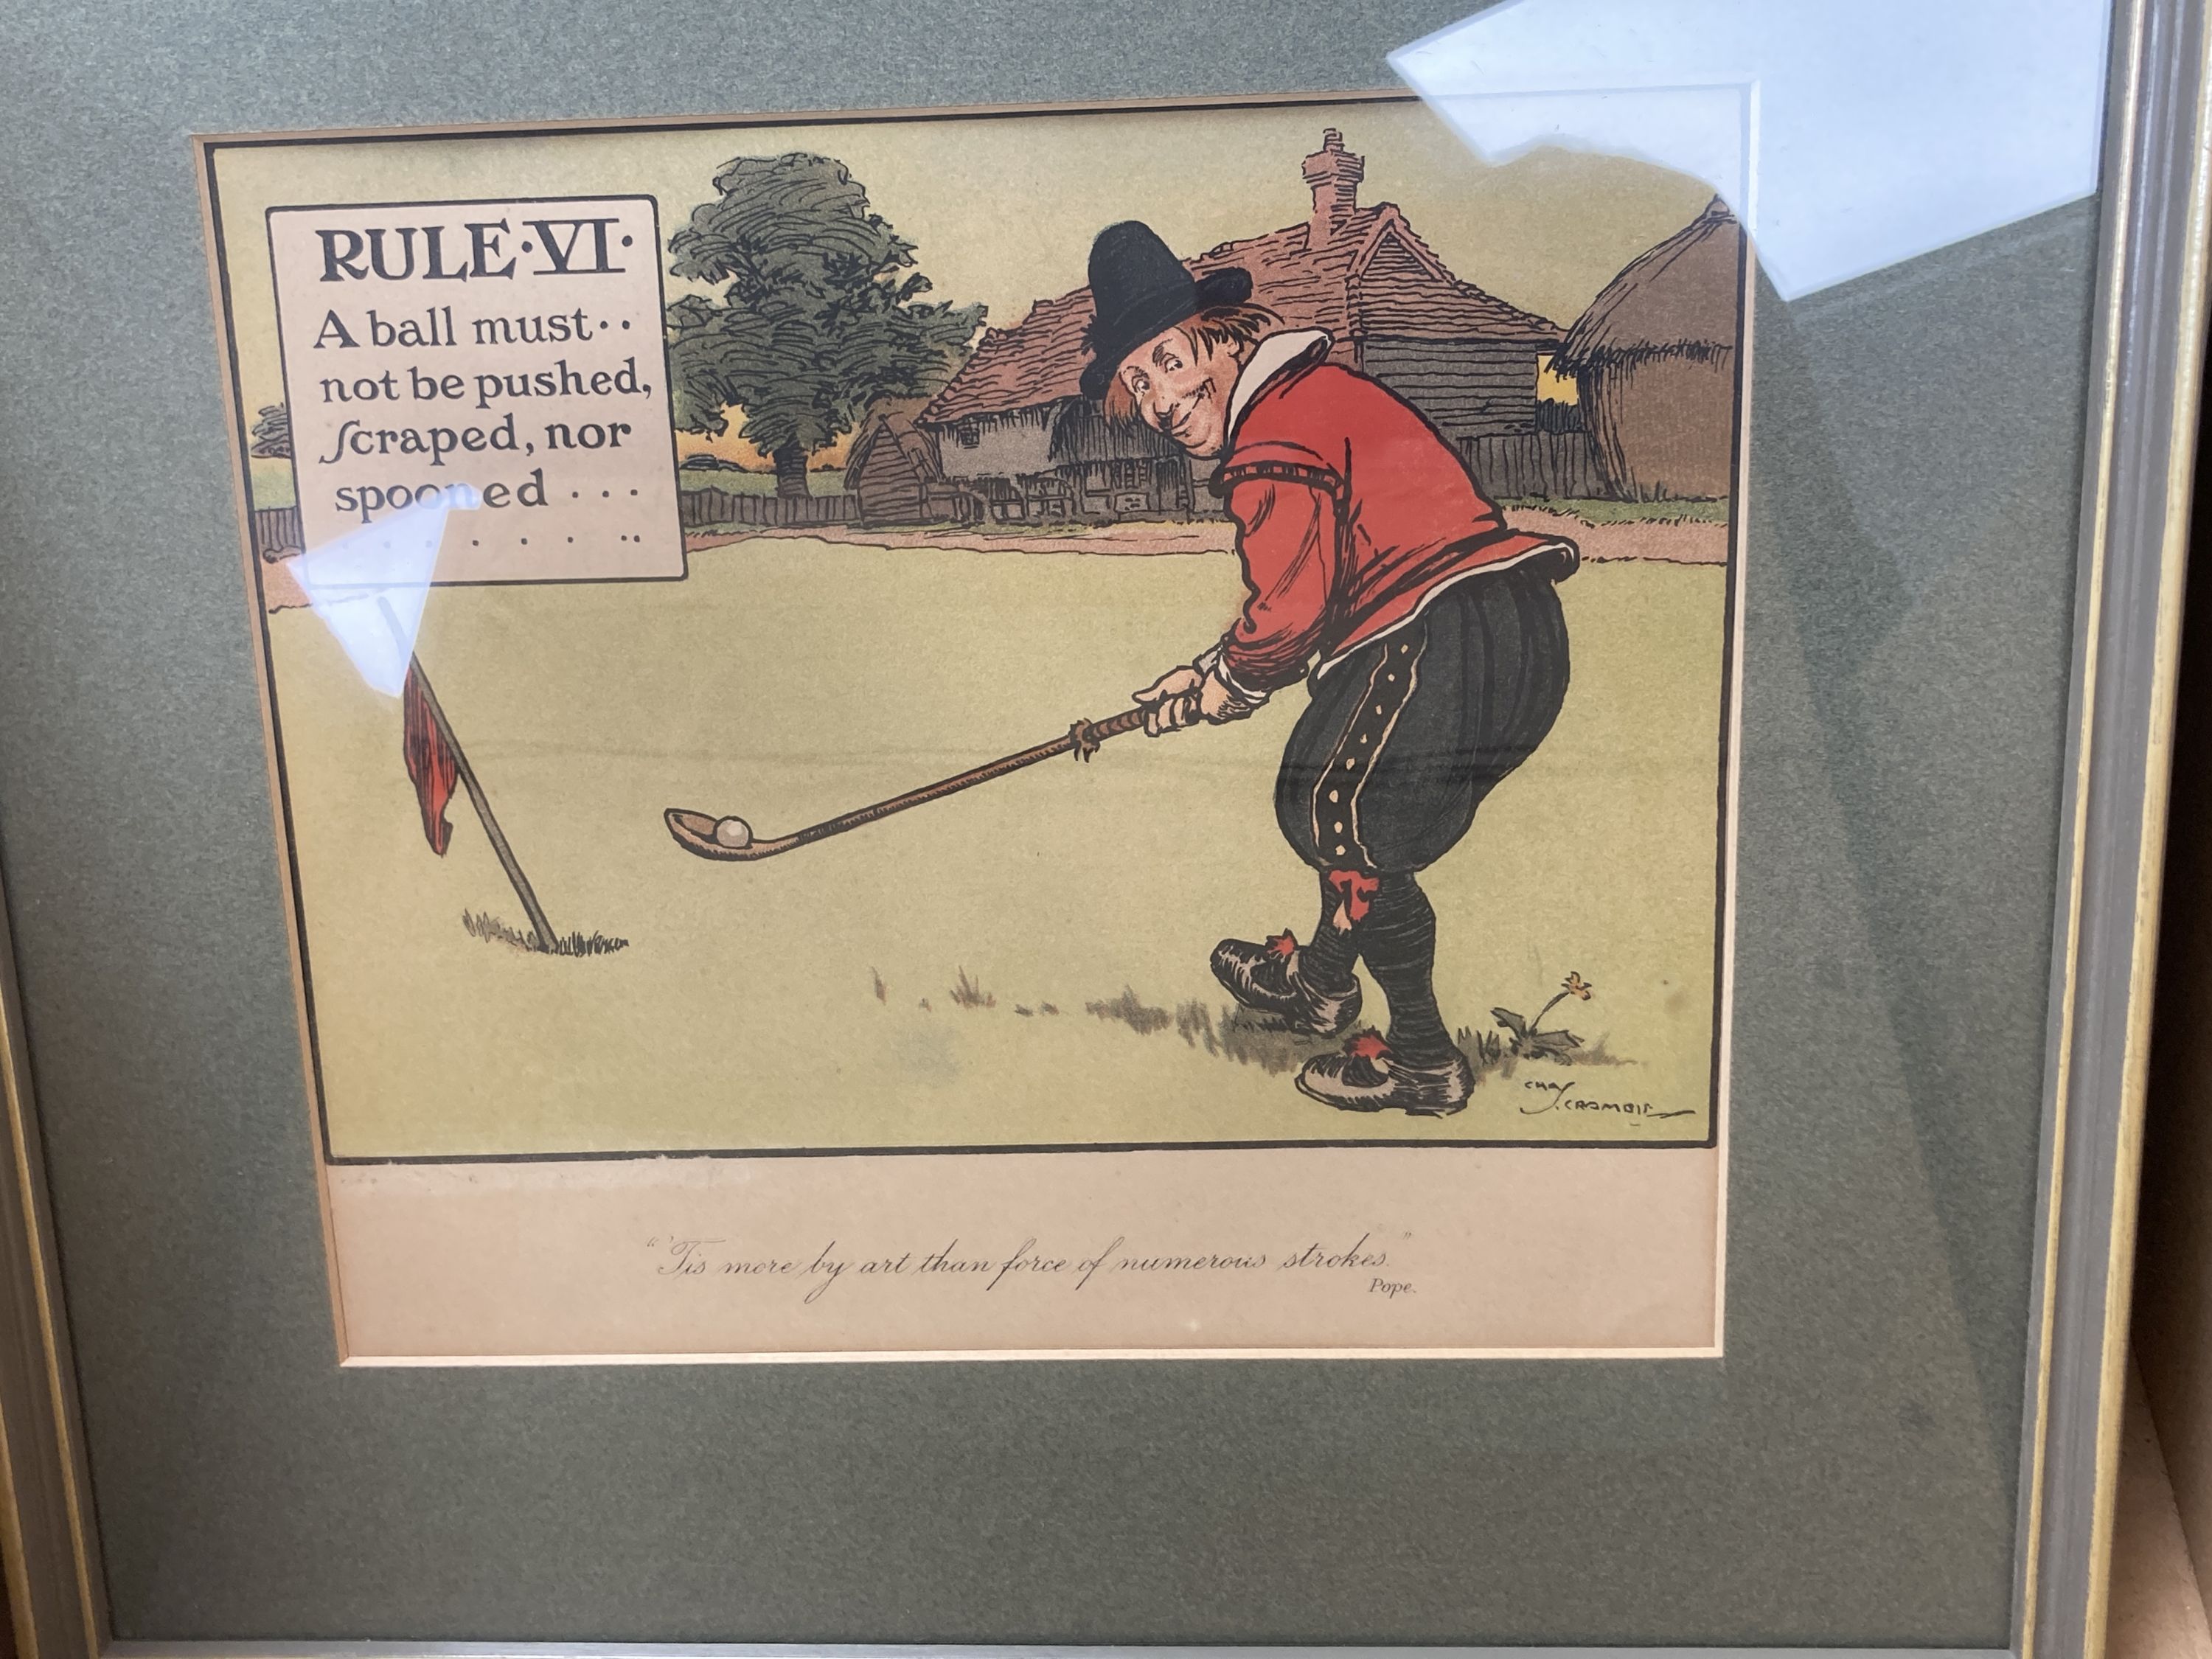 RULE·VI·
A ball must··
not be pushed,
ſcraped, nor
spooned ···
"'Tis more by art than force of numerous strokes."
Pope.
CHAS. CROMBIE